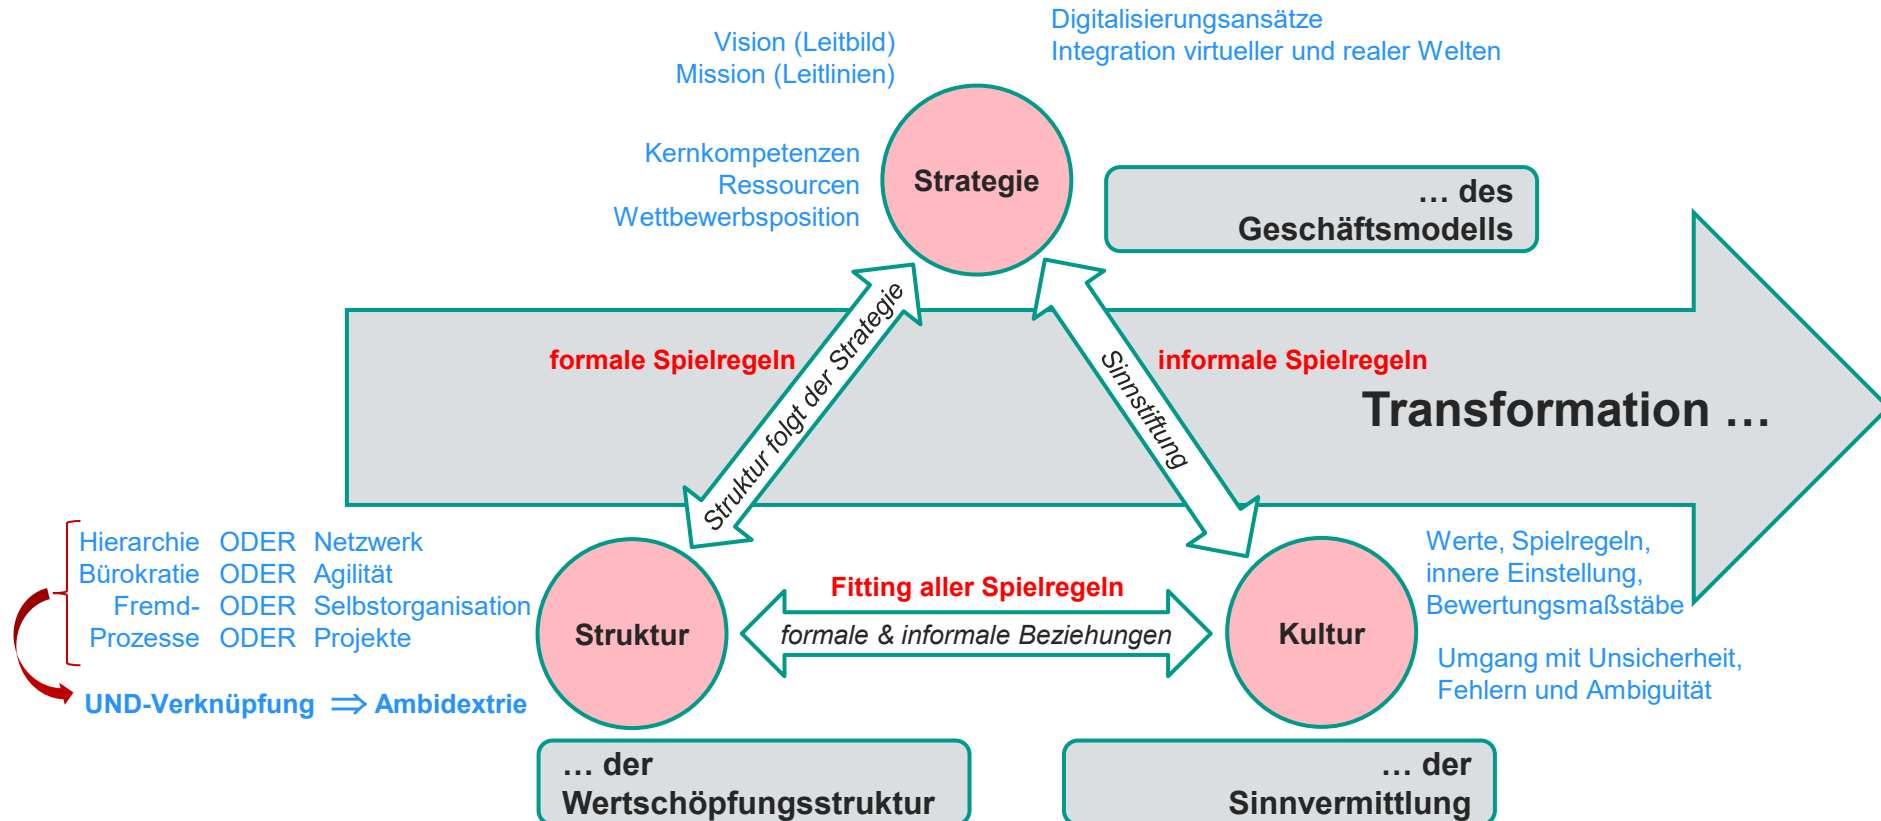 Vision (Leitbild)
Mission (Leitlinien)
Digitalisierungsansätze
Integration virtueller und realer Welten
Kernkompetenzen
Ressourcen
Wettbewerbsposition
Strategie
… des
Geschäftsmodells
formale Spielregeln
Struktur folgt der Strategie
Sinnstiftung
informale Spielregeln
Transformation …
Hierarchie ODER Netzwerk
Bürokratie ODER Agilität
Fremd- ODER Selbstorganisation
Prozesse ODER Projekte
UND-Verknüpfung ⇒ Ambidextrie
Struktur
Fitting aller Spielregeln
formale & informale Beziehungen
Kultur
Werte, Spielregeln,
innere Einstellung,
Bewertungsmaßstäbe
Umgang mit Unsicherheit,
Fehlern und Ambiguität
… der
Wertschöpfungsstruktur
… der
Sinnvermittlung